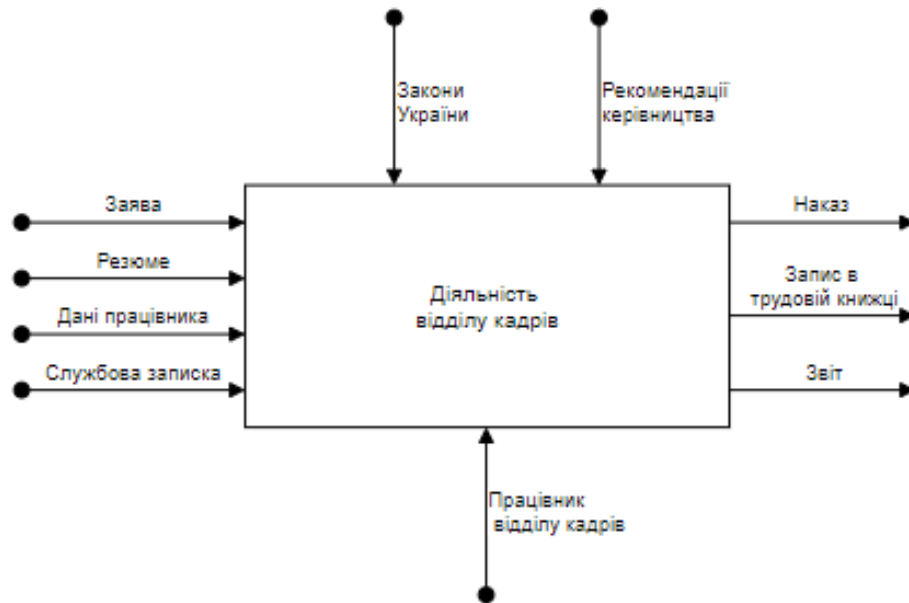 Закони
України
Рекомендації
керівництва
Заява
Резюме
Дані працівника
Службова записка
Діяльність
відділу кадрів
Наказ
Запис в
трудовій книжці
Звіт
Працівник
відділу кадрів